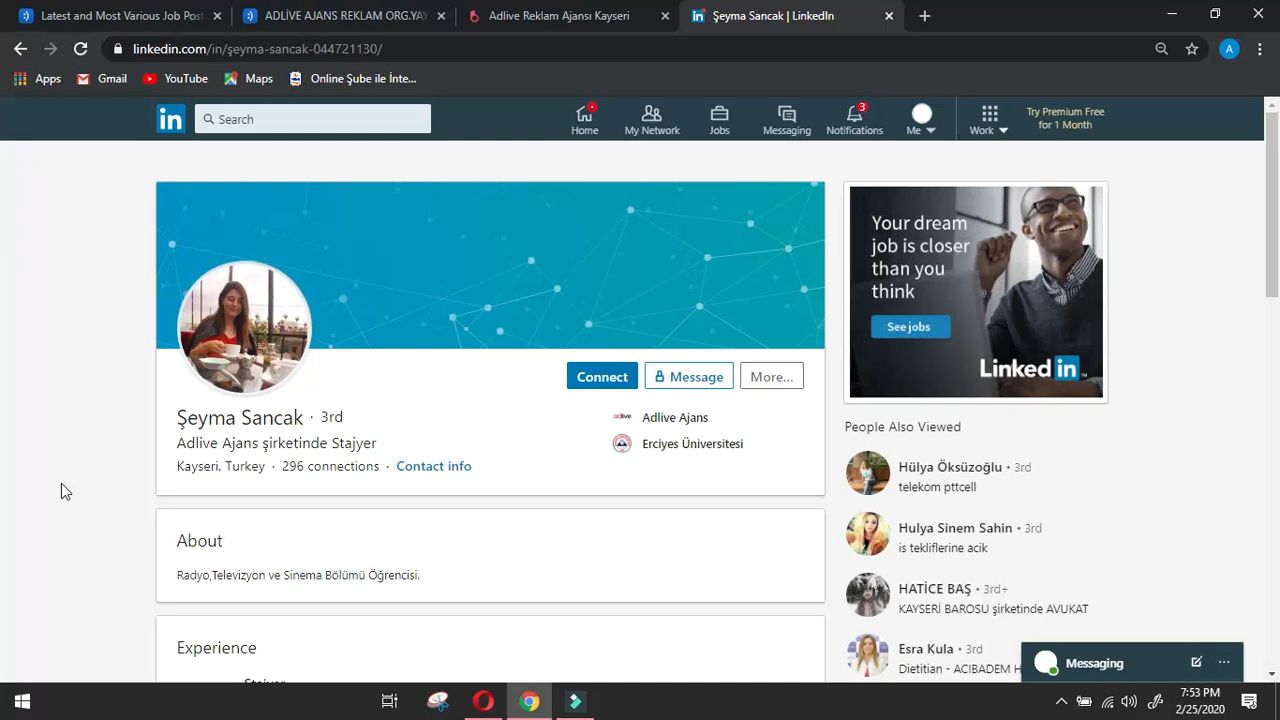 Latest and Most Various Job Post
ADLİVE AJANS REKLAM ORG.YAY
Adlive Reklam Ajansı Kayseri
Şeyma Sancak | LinkedIn
linkedin.com/in/şeyma-sancak-044721130/
A
Apps
Gmail
YouTube
Maps
Online Şube ile İnte...
in
Search
Home
My Network
Jobs
Messaging
3
Notifications
Me
Work
Try Premium Free
for 1 Month
Your dream
job is closer
than you
think
See jobs
Linked in
Connect
Message
More...
Şeyma Sancak · 3rd
Adlive Ajans şirketinde Stajyer
Kayseri, Turkey · 296 connections · Contact info
adlive
Adlive Ajans
Erciyes Üniversitesi
About
Radyo,Televizyon ve Sinema Bölümü Öğrencisi.
Experience
Stajyer
People Also Viewed
Hülya Öksüzoğlu • 3rd
telekom pttcell
Hulya Sinem Sahin • 3rd
is tekliflerine acik
HATİCE BAŞ • 3rd+
KAYSERİ BAROSU şirketinde AVUKAT
Esra Kula • 3rd
Dietitian - ACIBADEM H
Messaging
7:53 PM
2/25/2020